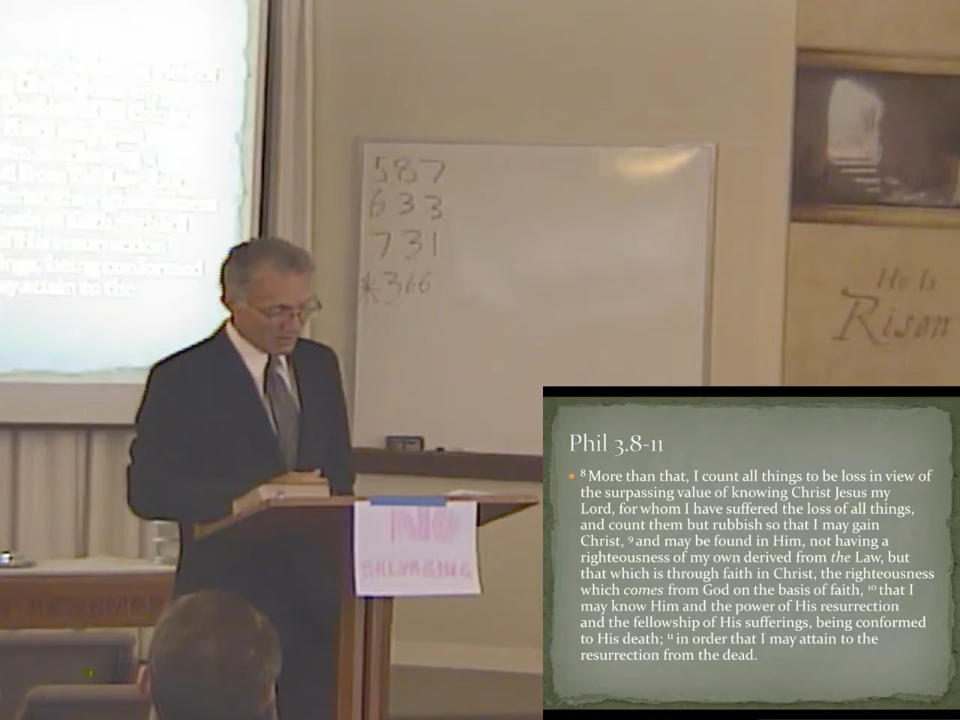 587
633
731
*366
He Is
Risen
NO
Phil 3.8-11
8 More than that, I count all things to be loss in view of
the surpassing value of knowing Christ Jesus my
Lord, for whom I have suffered the loss of all things,
and count them but rubbish so that I may gain
Christ, 9 and may be found in Him, not having a
righteousness of my own derived from the Law, but
that which is through faith in Christ, the righteousness
which comes from God on the basis of faith, 10 that I
may know Him and the power of His resurrection
and the fellowship of His sufferings, being conformed
to His death; 11 in order that I may attain to the
resurrection from the dead.